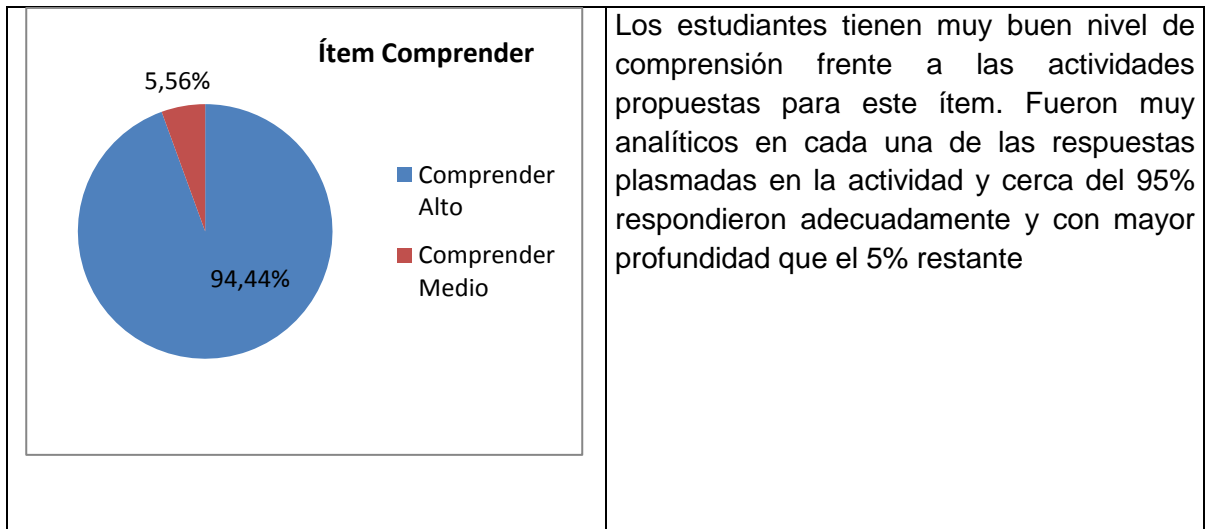 Ítem Comprender
5,56%
94,44%
Comprender
Alto
Comprender
Medio
Los estudiantes tienen muy buen nivel de
comprensión frente a las actividades
propuestas para este ítem. Fueron muy
analíticos en cada una de las respuestas
plasmadas en la actividad y cerca del 95%
respondieron adecuadamente y con mayor
profundidad que el 5% restante